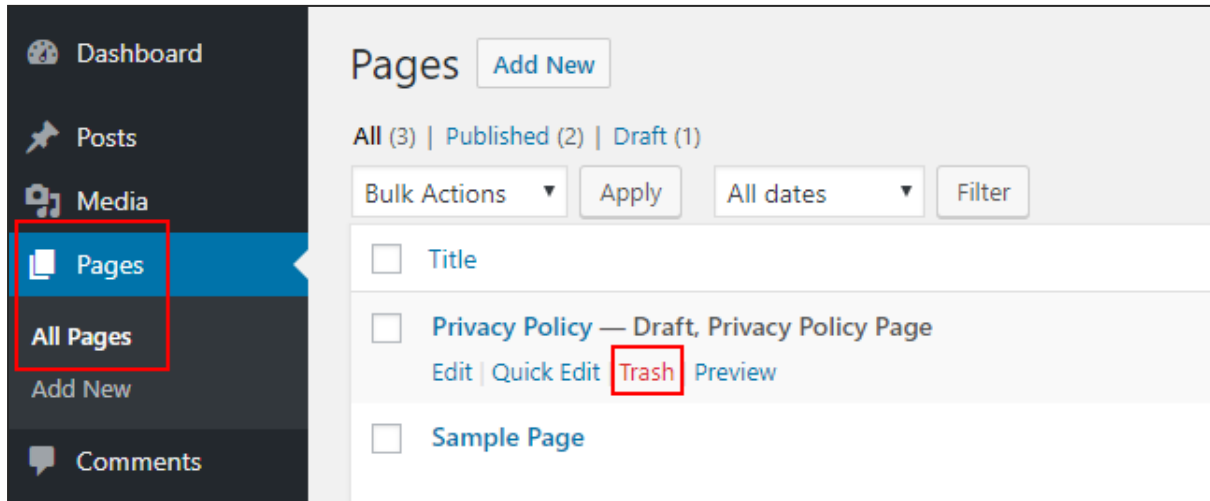 Dashboard
Posts
Media
Pages
All Pages
Add New
Comments
Pages Add New
All (3) | Published (2) | Draft (1)
Bulk Actions Apply All dates Filter
Title
Privacy Policy — Draft, Privacy Policy Page
Edit | Quick Edit | Trash Preview
Sample Page